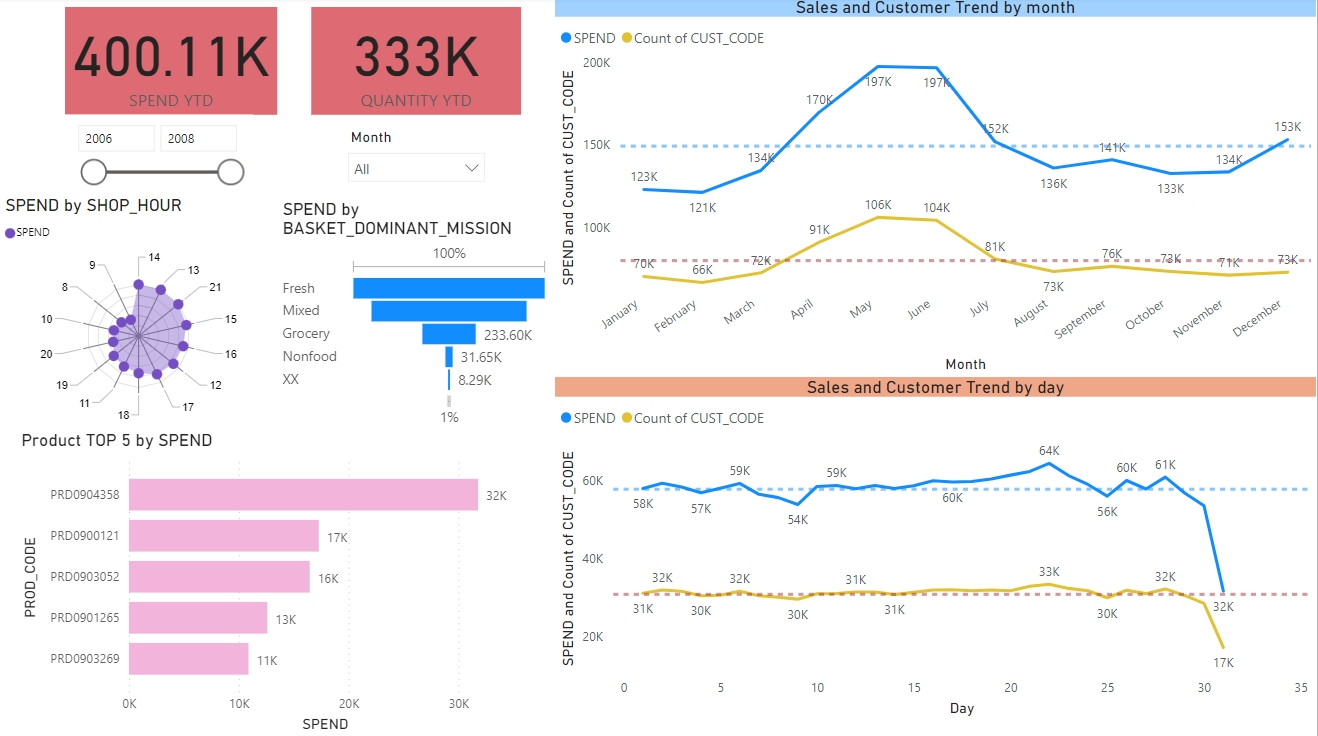 400.11K
SPEND YTD
333K
QUANTITY YTD
2006
2008
Month
All
SPEND by SHOP_HOUR
SPEND
14
13
21
15
16
12
17
18
11
19
20
10
8
9
SPEND by
BASKET_DOMINANT_MISSION
100%
Fresh
Mixed
Grocery
233.60K
Nonfood
31.65K
XX
8.29K
1%
Product TOP 5 by SPEND
PROD_CODE
PRD0904358
32K
PRD0900121
17K
PRD0903052
16K
PRD0901265
13K
PRD0903269
11K
0K
10K
20K
30K
SPEND
Sales and Customer Trend by month
SPEND
Count of CUST_CODE
SPEND and Count of CUST_CODE
200K
150K
100K
123K
121K
134K
170K
197K
197K
152K
136K
141K
133K
134K
153K
70K
66K
72K
91K
106K
104K
81K
73K
76K
73K
71K
73K
January
February
March
April
May
June
July
August
September
October
November
December
Month
Sales and Customer Trend by day
SPEND
Count of CUST_CODE
SPEND and Count of CUST_CODE
60K
40K
20K
58K
57K
59K
54K
59K
60K
64K
56K
60K
61K
32K
31K
32K
30K
32K
30K
31K
31K
33K
30K
32K
17K
0
5
10
15
20
25
30
35
Day